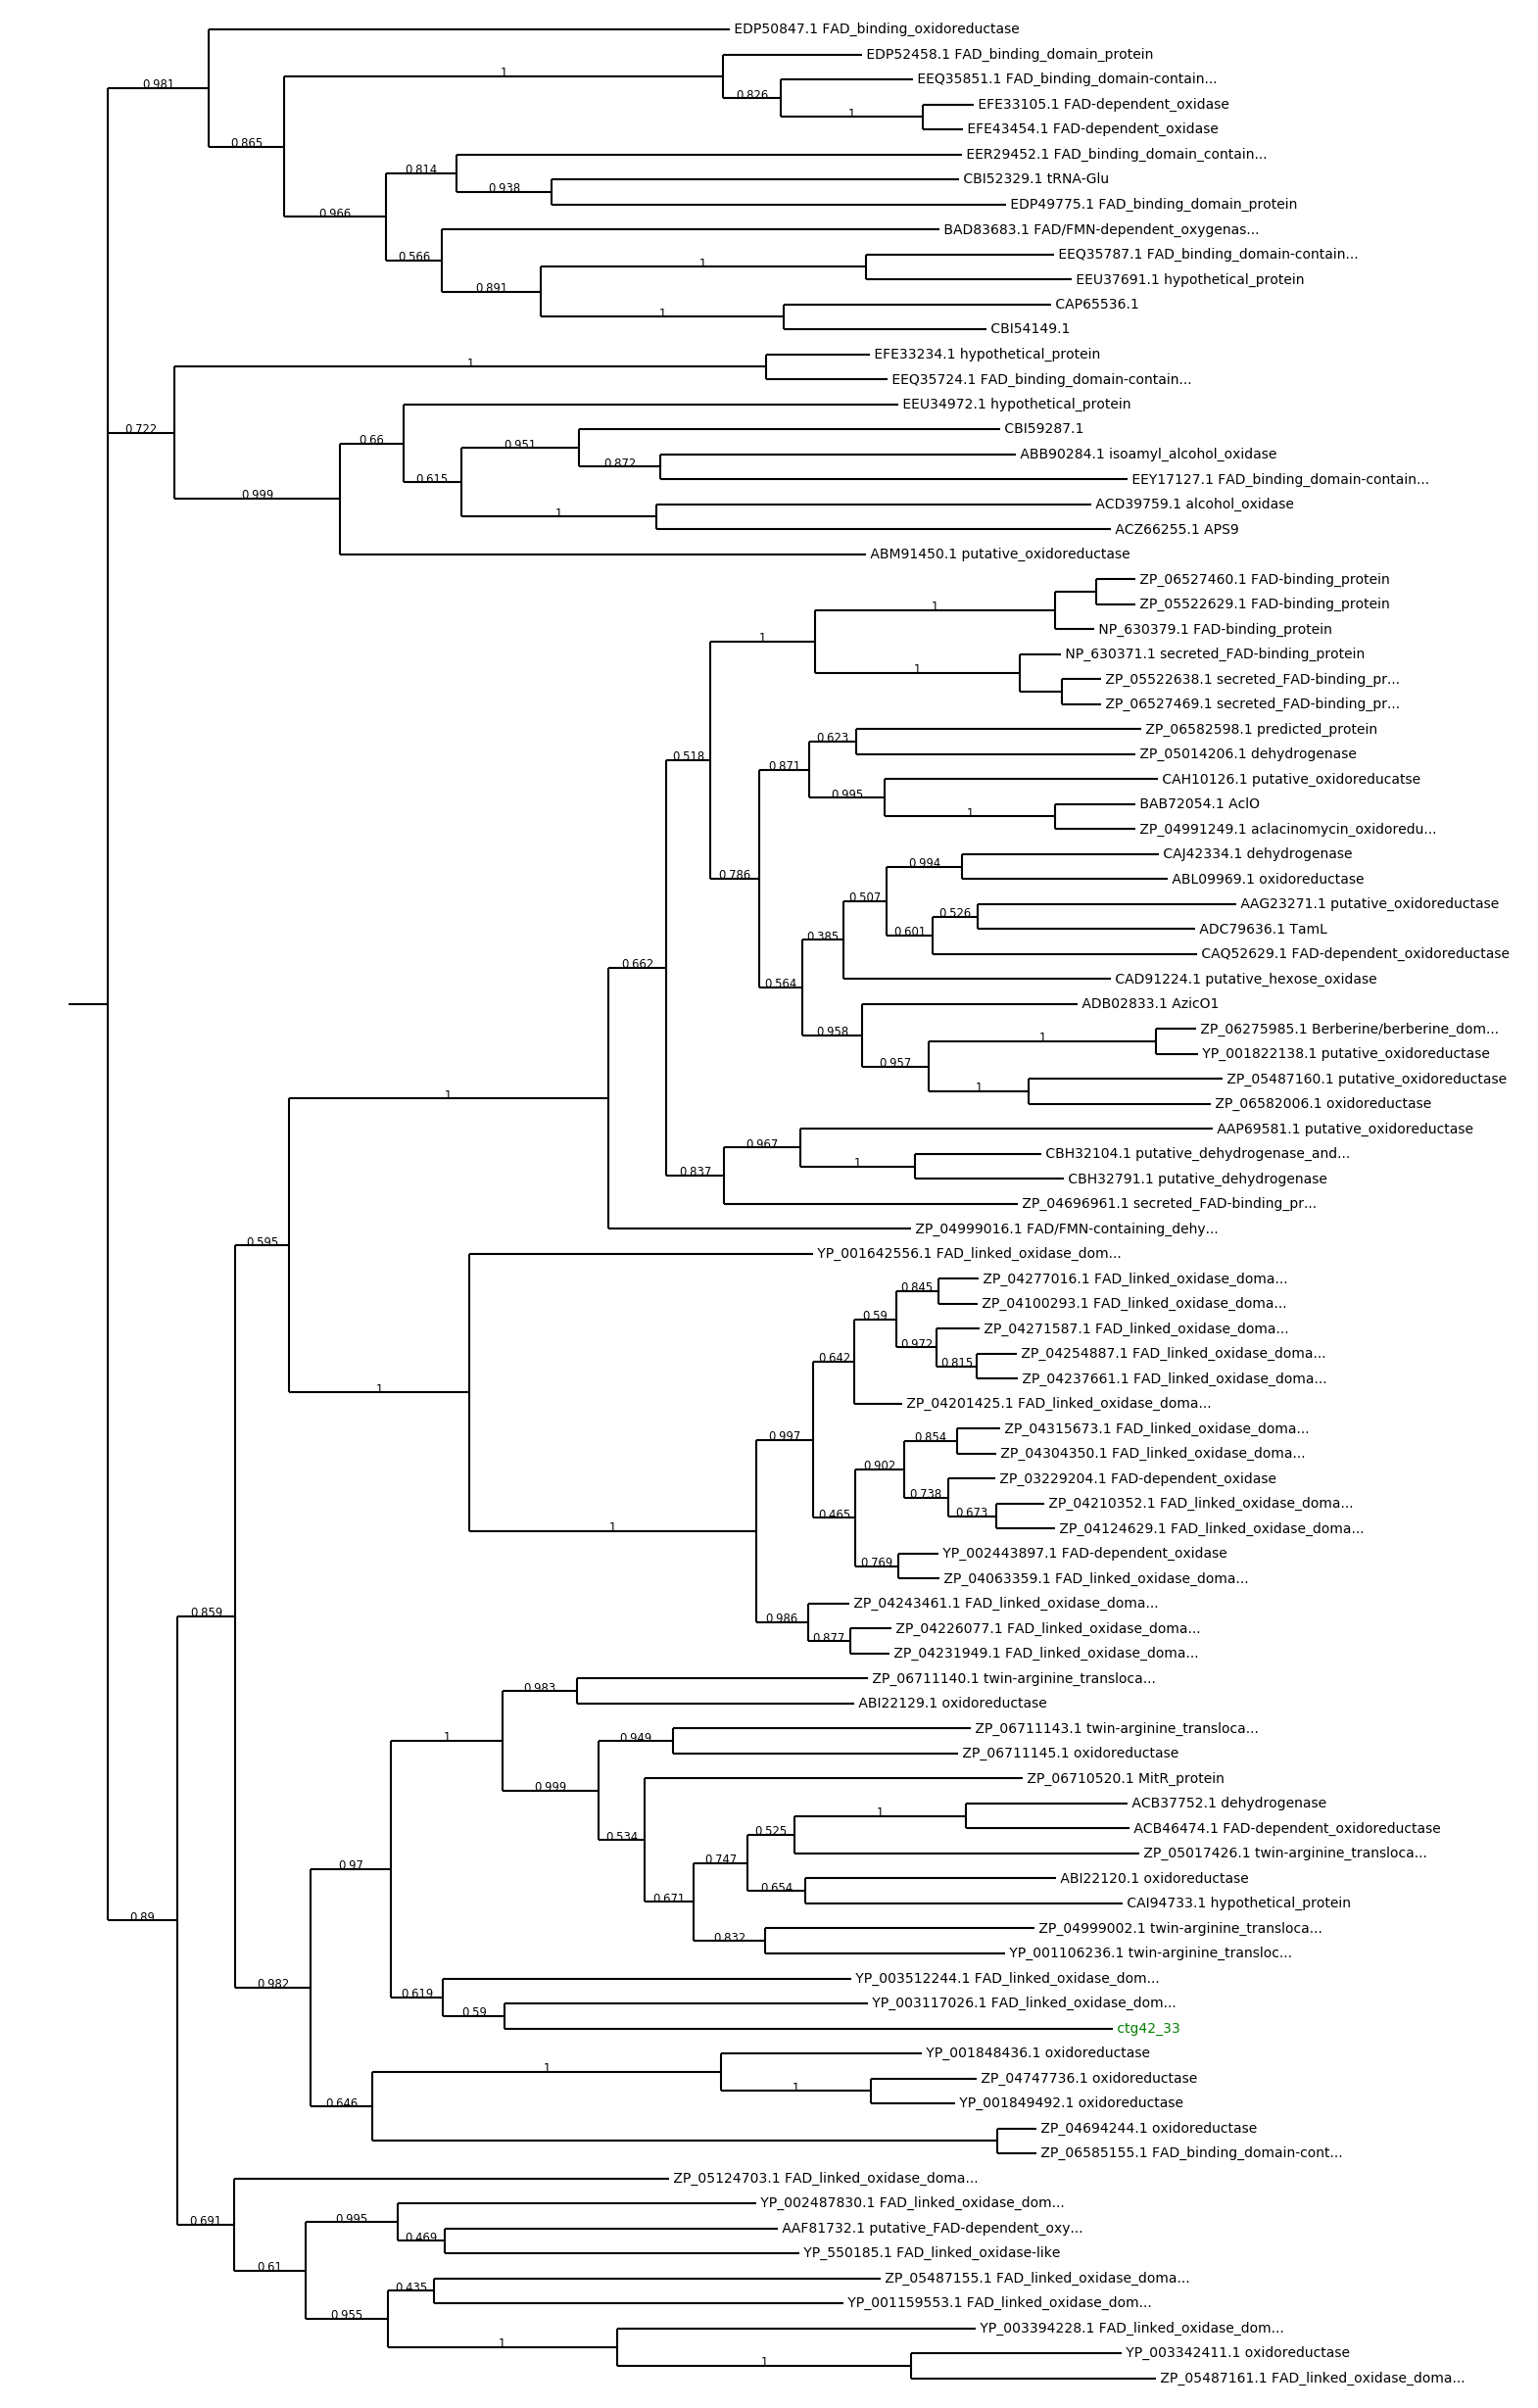 EDP50847.1 FAD_binding_oxidoreductase
EDP52458.1 FAD_binding_domain_protein
1
0.981
EEQ35851.1 FAD_binding_domain-contain...
0.826
EFE33105.1 FAD-dependent_oxidase
1
EFE43454.1 FAD-dependent_oxidase
0.865
EER29452.1 FAD_binding_domain_contain...
0.814
CBI52329.1 tRNA-Glu
0.938
EDP49775.1 FAD_binding_domain_protein
0.966
BAD83683.1 FAD/FMN-dependent_oxygenas...
0.566
EEQ35787.1 FAD_binding_domain-contain...
1
EEU37691.1 hypothetical_protein
0.891
CAP65536.1
1
CBI54149.1
EFE33234.1 hypothetical_protein
1
EEQ35724.1 FAD_binding_domain-contain...
EEU34972.1 hypothetical_protein
0.722
CBI59287.1
0.66
0.951
ABB90284.1 isoamyl_alcohol_oxidase
0.872
0.615
EEY17127.1 FAD_binding_domain-contain...
0.999
ACD39759.1 alcohol_oxidase
1
ACZ66255.1 APS9
ABM91450.1 putative_oxidoreductase
ZP_06527460.1 FAD-binding_protein
ZP_05522629.1 FAD-binding_protein
1
NP_630379.1 FAD-binding_protein
1
NP_630371.1 secreted_FAD-binding_protein
1
ZP_05522638.1 secreted_FAD-binding_pr...
ZP_06527469.1 secreted_FAD-binding_pr...
ZP_06582598.1 predicted_protein
0.623
ZP_05014206.1 dehydrogenase
0.518
0.871
CAH10126.1 putative_oxidoreducatse
0.995
BAB72054.1 AclO
1
ZP_04991249.1 aclacinomycin_oxidoredu...
CAJ42334.1 dehydrogenase
0.994
ABL09969.1 oxidoreductase
0.786
0.507
AAG23271.1 putative_oxidoreductase
0.526
ADC79636.1 TamL
0.601
0.385
CAQ52629.1 FAD-dependent_oxidoreductase
0.662
CAD91224.1 putative_hexose_oxidase
0.564
ADB02833.1 AzicO1
0.958
ZP_06275985.1 Berberine/berberine_dom...
1
YP_001822138.1 putative_oxidoreductase
0.957
ZP_05487160.1 putative_oxidoreductase
1
ZP_06582006.1 oxidoreductase
1
AAP69581.1 putative_oxidoreductase
0.967
CBH32104.1 putative_dehydrogenase_and...
1
0.837
CBH32791.1 putative_dehydrogenase
ZP_04696961.1 secreted_FAD-binding_pr...
ZP_04999016.1 FAD/FMN-containing_dehy...
0.595
YP_001642556.1 FAD_linked_oxidase_dom...
ZP_04277016.1 FAD_linked_oxidase_doma...
0.845
ZP_04100293.1 FAD_linked_oxidase_doma...
0.59
ZP_04271587.1 FAD_linked_oxidase_doma...
0.972
ZP_04254887.1 FAD_linked_oxidase_doma...
0.642
0.815
ZP_04237661.1 FAD_linked_oxidase_doma...
1
ZP_04201425.1 FAD_linked_oxidase_doma...
ZP_04315673.1 FAD_linked_oxidase_doma...
0.997
0.854
ZP_04304350.1 FAD_linked_oxidase_doma...
0.902
ZP_03229204.1 FAD-dependent_oxidase
0.738
ZP_04210352.1 FAD_linked_oxidase_doma...
0.465
0.673
ZP_04124629.1 FAD_linked_oxidase_doma...
1
YP_002443897.1 FAD-dependent_oxidase
0.769
ZP_04063359.1 FAD_linked_oxidase_doma...
ZP_04243461.1 FAD_linked_oxidase_doma...
0.859
0.986
ZP_04226077.1 FAD_linked_oxidase_doma...
0.877
ZP_04231949.1 FAD_linked_oxidase_doma...
ZP_06711140.1 twin-arginine_transloca...
0.983
ABI22129.1 oxidoreductase
ZP_06711143.1 twin-arginine_transloca...
1
0.949
ZP_06711145.1 oxidoreductase
ZP_06710520.1 MitR_protein
0.999
ACB37752.1 dehydrogenase
1
ACB46474.1 FAD-dependent_oxidoreductase
0.525
0.534
ZP_05017426.1 twin-arginine_transloca...
0.97
0.747
ABI22120.1 oxidoreductase
0.654
0.671
CAI94733.1 hypothetical_protein
0.89
ZP_04999002.1 twin-arginine_transloca...
0.832
YP_001106236.1 twin-arginine_transloc...
YP_003512244.1 FAD_linked_oxidase_dom...
0.982
0.619
YP_003117026.1 FAD_linked_oxidase_dom...
0.59
ctg42_33
YP_001848436.1 oxidoreductase
1
ZP_04747736.1 oxidoreductase
1
YP_001849492.1 oxidoreductase
0.646
ZP_04694244.1 oxidoreductase
ZP_06585155.1 FAD_binding_domain-cont...
ZP_05124703.1 FAD_linked_oxidase_doma...
YP_002487830.1 FAD_linked_oxidase_dom...
0.691
0.995
AAF81732.1 putative_FAD-dependent_oxy...
0.469
YP_550185.1 FAD_linked_oxidase-like
0.61
ZP_05487155.1 FAD_linked_oxidase_doma...
0.435
YP_001159553.1 FAD_linked_oxidase_dom...
0.955
YP_003394228.1 FAD_linked_oxidase_dom...
1
YP_003342411.1 oxidoreductase
1
ZP_05487161.1 FAD_linked_oxidase_doma...